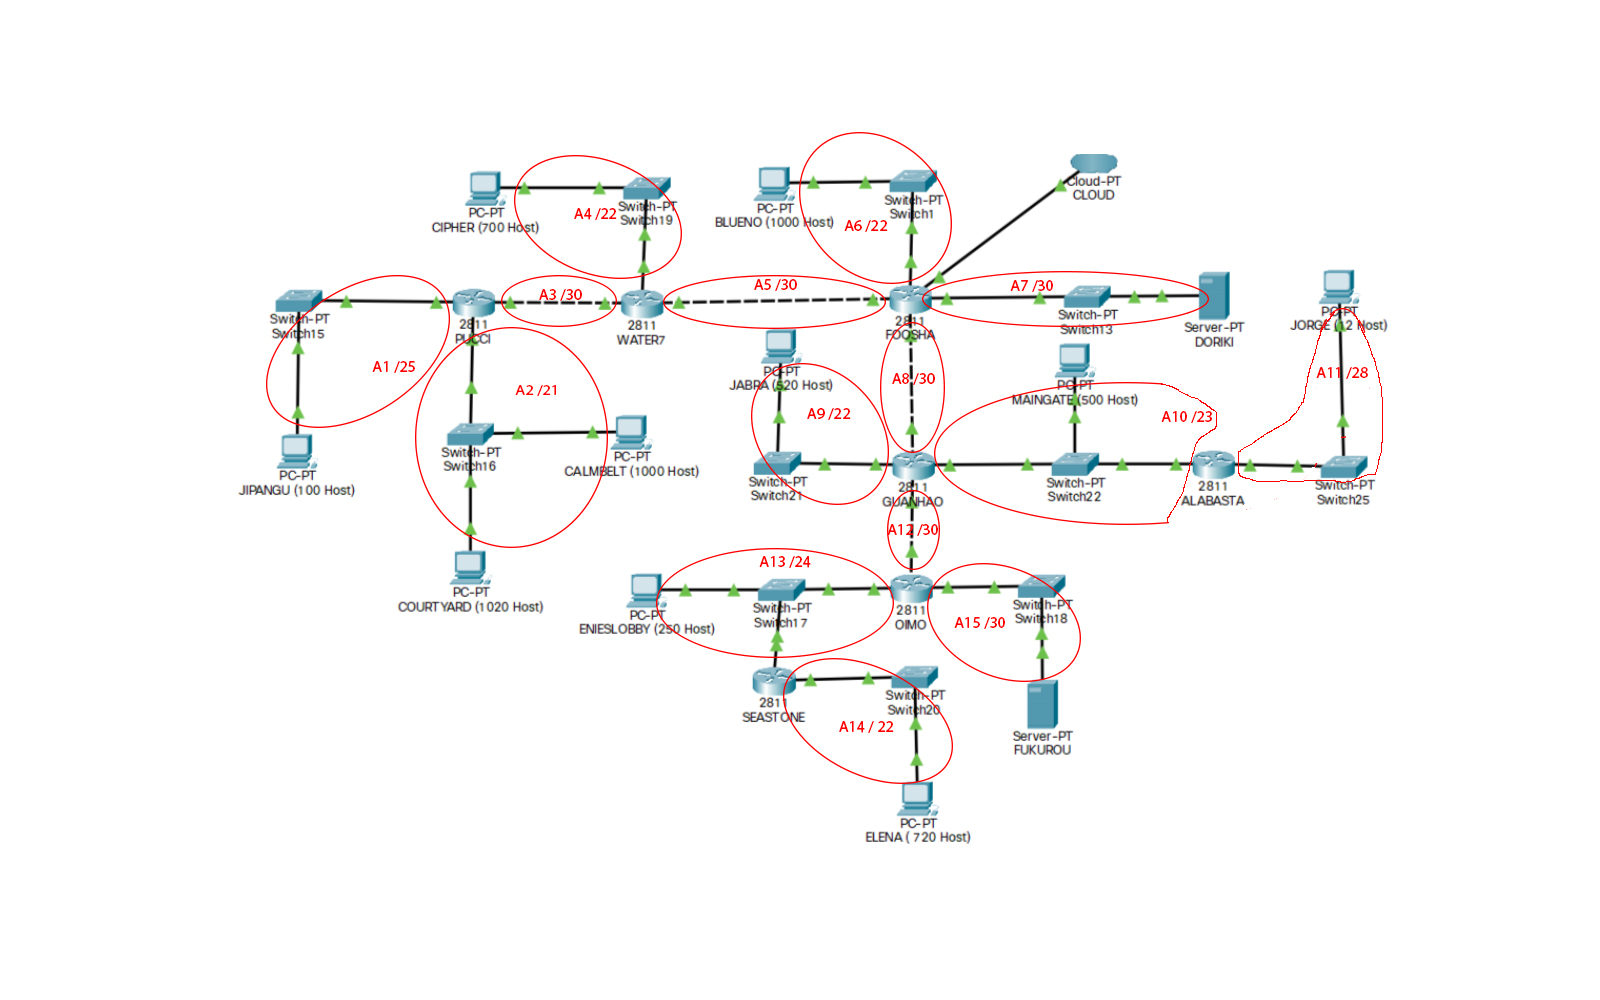 Cloud-PT
CLOUD
PC-PT
CIPHER (700 Host)
A4 /22
Switch-PT
Switch19
PC-PT
BLUENO (1000 Host)
A6 /22
Switch-PT
Switch1
Switch-PT
Switch15
2811
PUCCI
A3 /30
2811
WATER7
A5 /30
2811
FOOSHA
A7 /30
Switch-PT
Switch13
Server-PT
DORIKI
PC-PT
JORGE (12 Host)
A1 /25
A2 /21
PC-PT
JABRA (520 Host)
A8 /30
PC-PT
MAINGATE (500 Host)
A11 /28
A9 /22
A10 /23
Switch-PT
Switch16
PC-PT
CALMBELT (1000 Host)
PC-PT
JIPANGU (100 Host)
Switch-PT
Switch21
2811
GUANHAO
Switch-PT
Switch22
2811
ALABASTA
Switch-PT
Switch25
A12 /30
PC-PT
COURTYARD (1020 Host)
A13 /24
PC-PT
ENIESLOBBY (250 Host)
Switch-PT
Switch17
2811
OIMO
A15 /30
Switch-PT
Switch18
2811
SEASTONE
A14 / 22
Switch-PT
Switch20
Server-PT
FUKUROU
PC-PT
ELENA ( 720 Host)